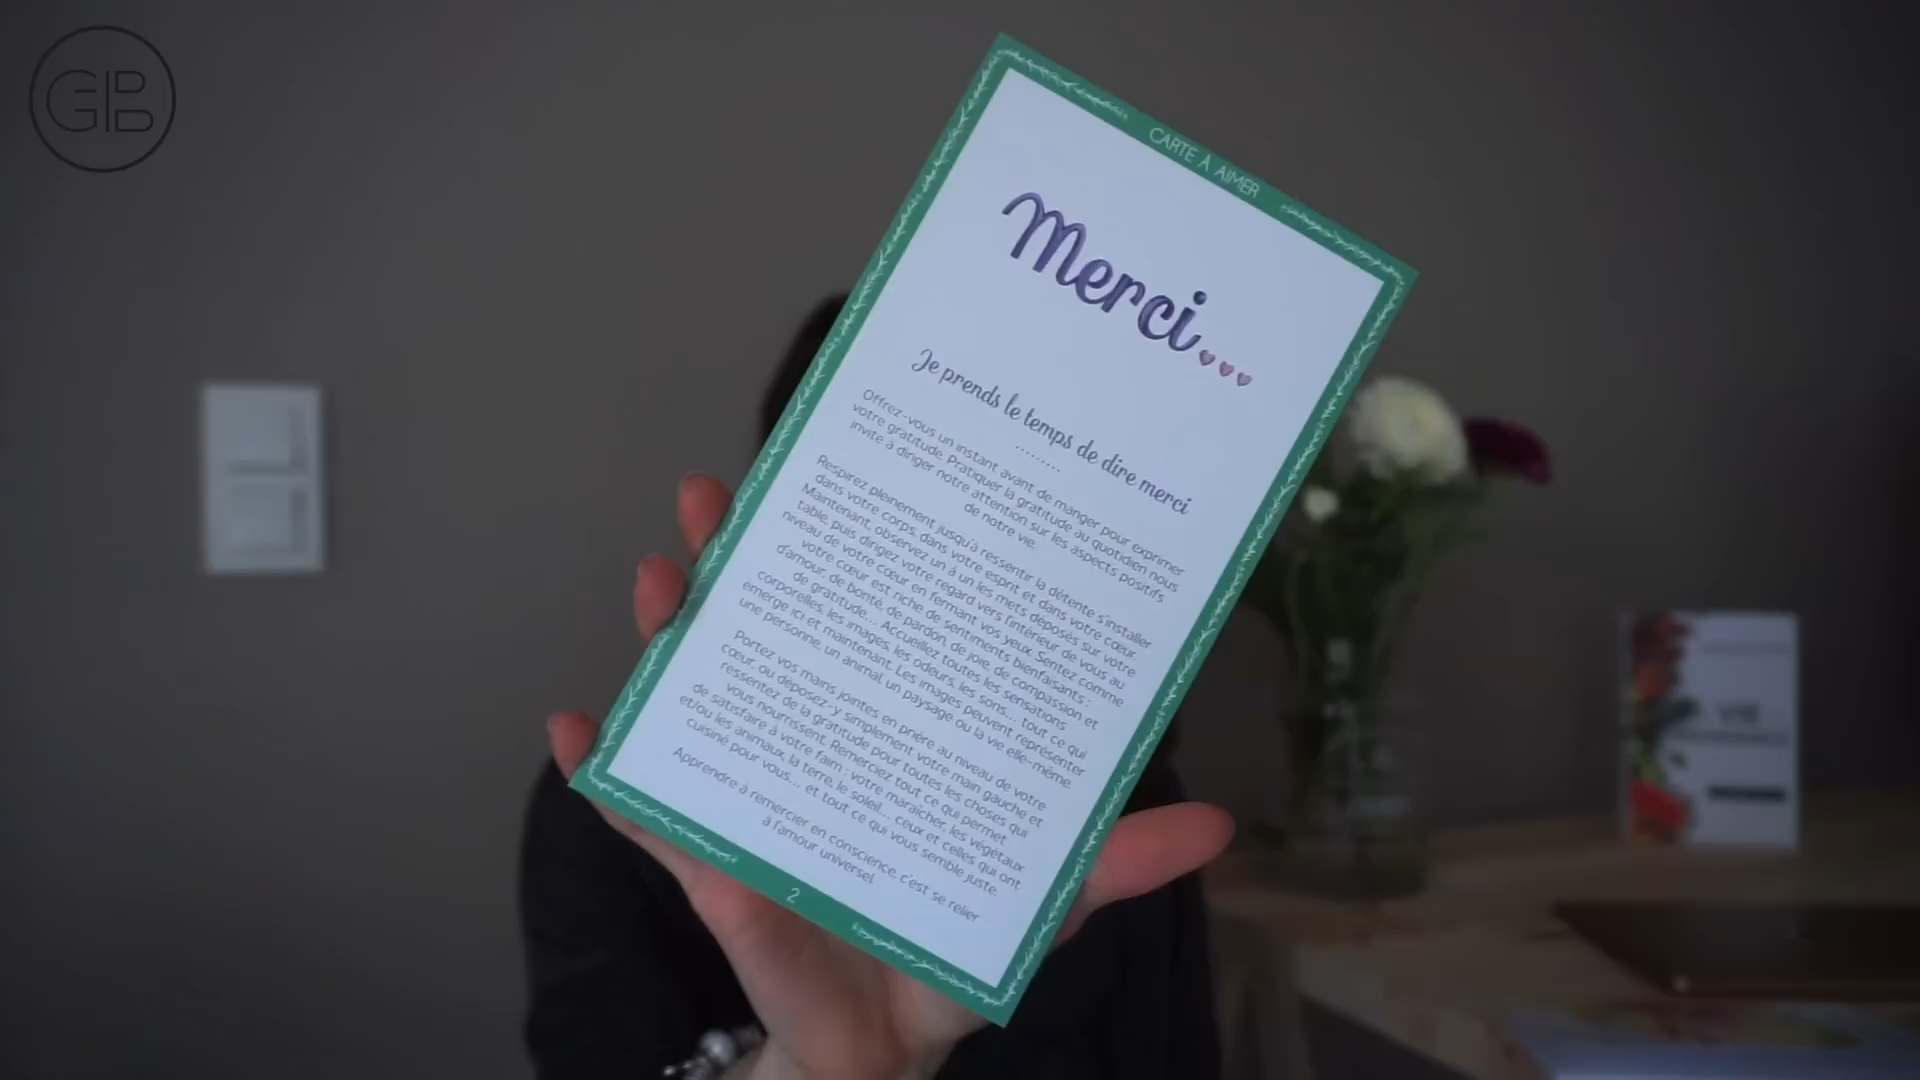 GPB
CARTE À AIMER
Merci...
Je prends le temps de dire merci
Offrez-vous un instant avant de manger pour exprimer
votre gratitude. Pratiquer la gratitude au quotidien nous
invite à diriger notre attention sur les aspects positifs
de notre vie.
Respirez pleinement jusqu'à ressentir la détente s'installer
dans votre corps, dans votre esprit et dans votre cœur.
Maintenant, observez un à un les mets déposés sur votre
table, puis dirigez votre regard vers l'intérieur de vous au
niveau de votre cœur en fermant vos yeux. Sentez comme
votre cœur est riche de sentiments bienfaisants :
d'amour, de bonté, de pardon, de joie, de compassion et
de gratitude... Accueillez toutes les sensations
corporelles, les images, les odeurs, les sons... tout ce qui
émerge ici et maintenant. Les images peuvent représenter
une personne, un animal, un paysage ou la vie elle-même.
Portez vos mains jointes en prière au niveau de votre
cœur, ou déposez-y simplement votre main gauche et
ressentez de la gratitude pour toutes les choses qui
vous nourrissent. Remerciez tout ce qui permet
de satisfaire à votre faim : votre maraîcher, les végétaux
et/ou les animaux, la terre, le soleil... ceux et celles qui ont
cuisiné pour vous... et tout ce qui vous semble juste.
Apprendre à remercier en conscience, c'est se relier
à l'amour universel.
2
VIE